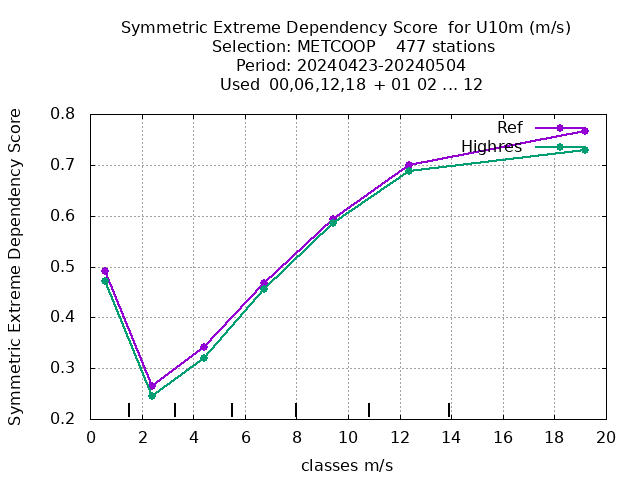 Symmetric Extreme Dependency Score for U10m (m/s)
Selection: METCOOP 477 stations
Period: 20240423-20240504
Used 00,06,12,18 + 01 02 ... 12
Symmetric Extreme Dependency Score
0.8
0.7
0.6
0.5
0.4
0.3
0.2
Ref
Highres
0 2 4 6 8 10 12 14 16 18 20
classes m/s